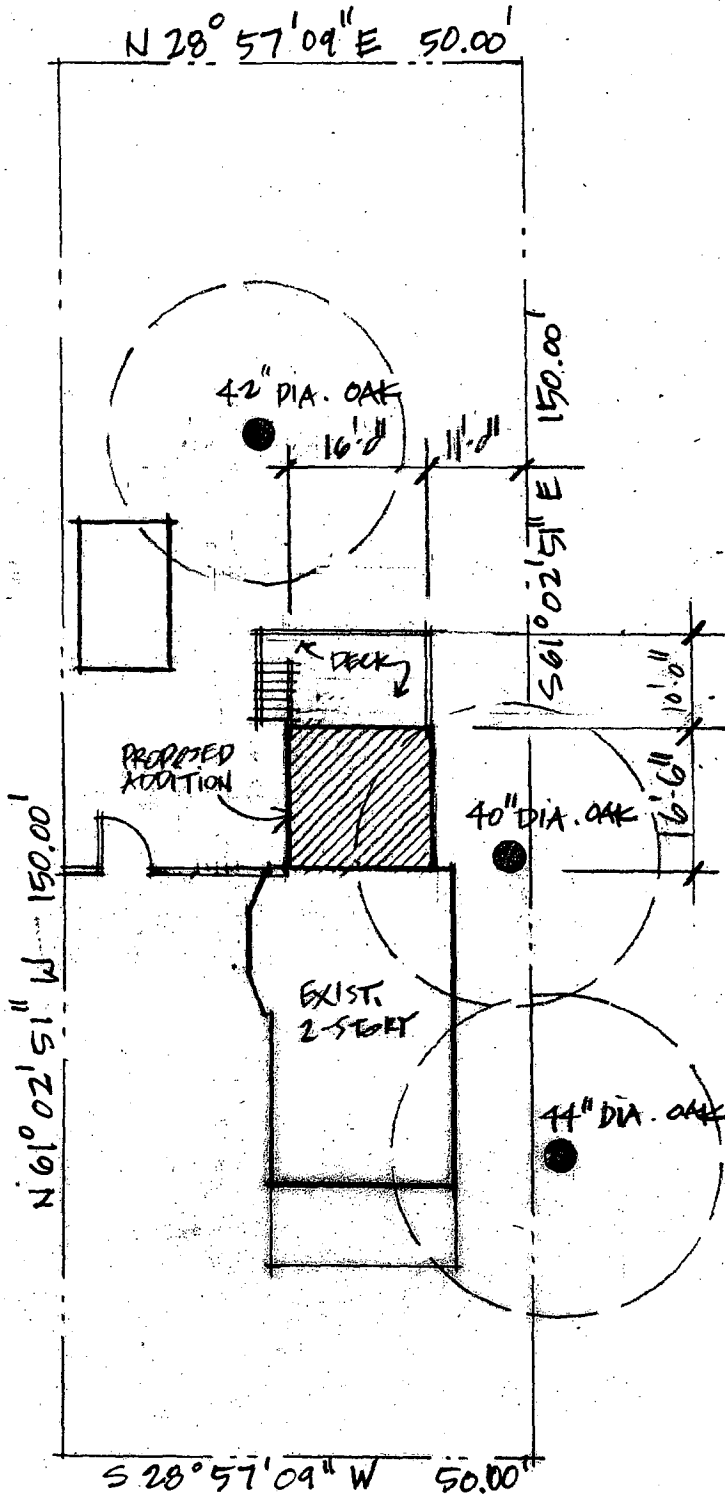 N 28° 57' 09" E 50.00'
42" DIA. OAK
16'-0"
11'-0"
S 61° 02' 51" E 150.00'
DECK
10'-0"
PROPOSED
ADDITION
16'-6"
40" DIA. OAK
N 61° 02' 51" W 150.00'
EXIST.
2-STORY
44" DIA. OAK
S 28° 57' 09" W 50.00'